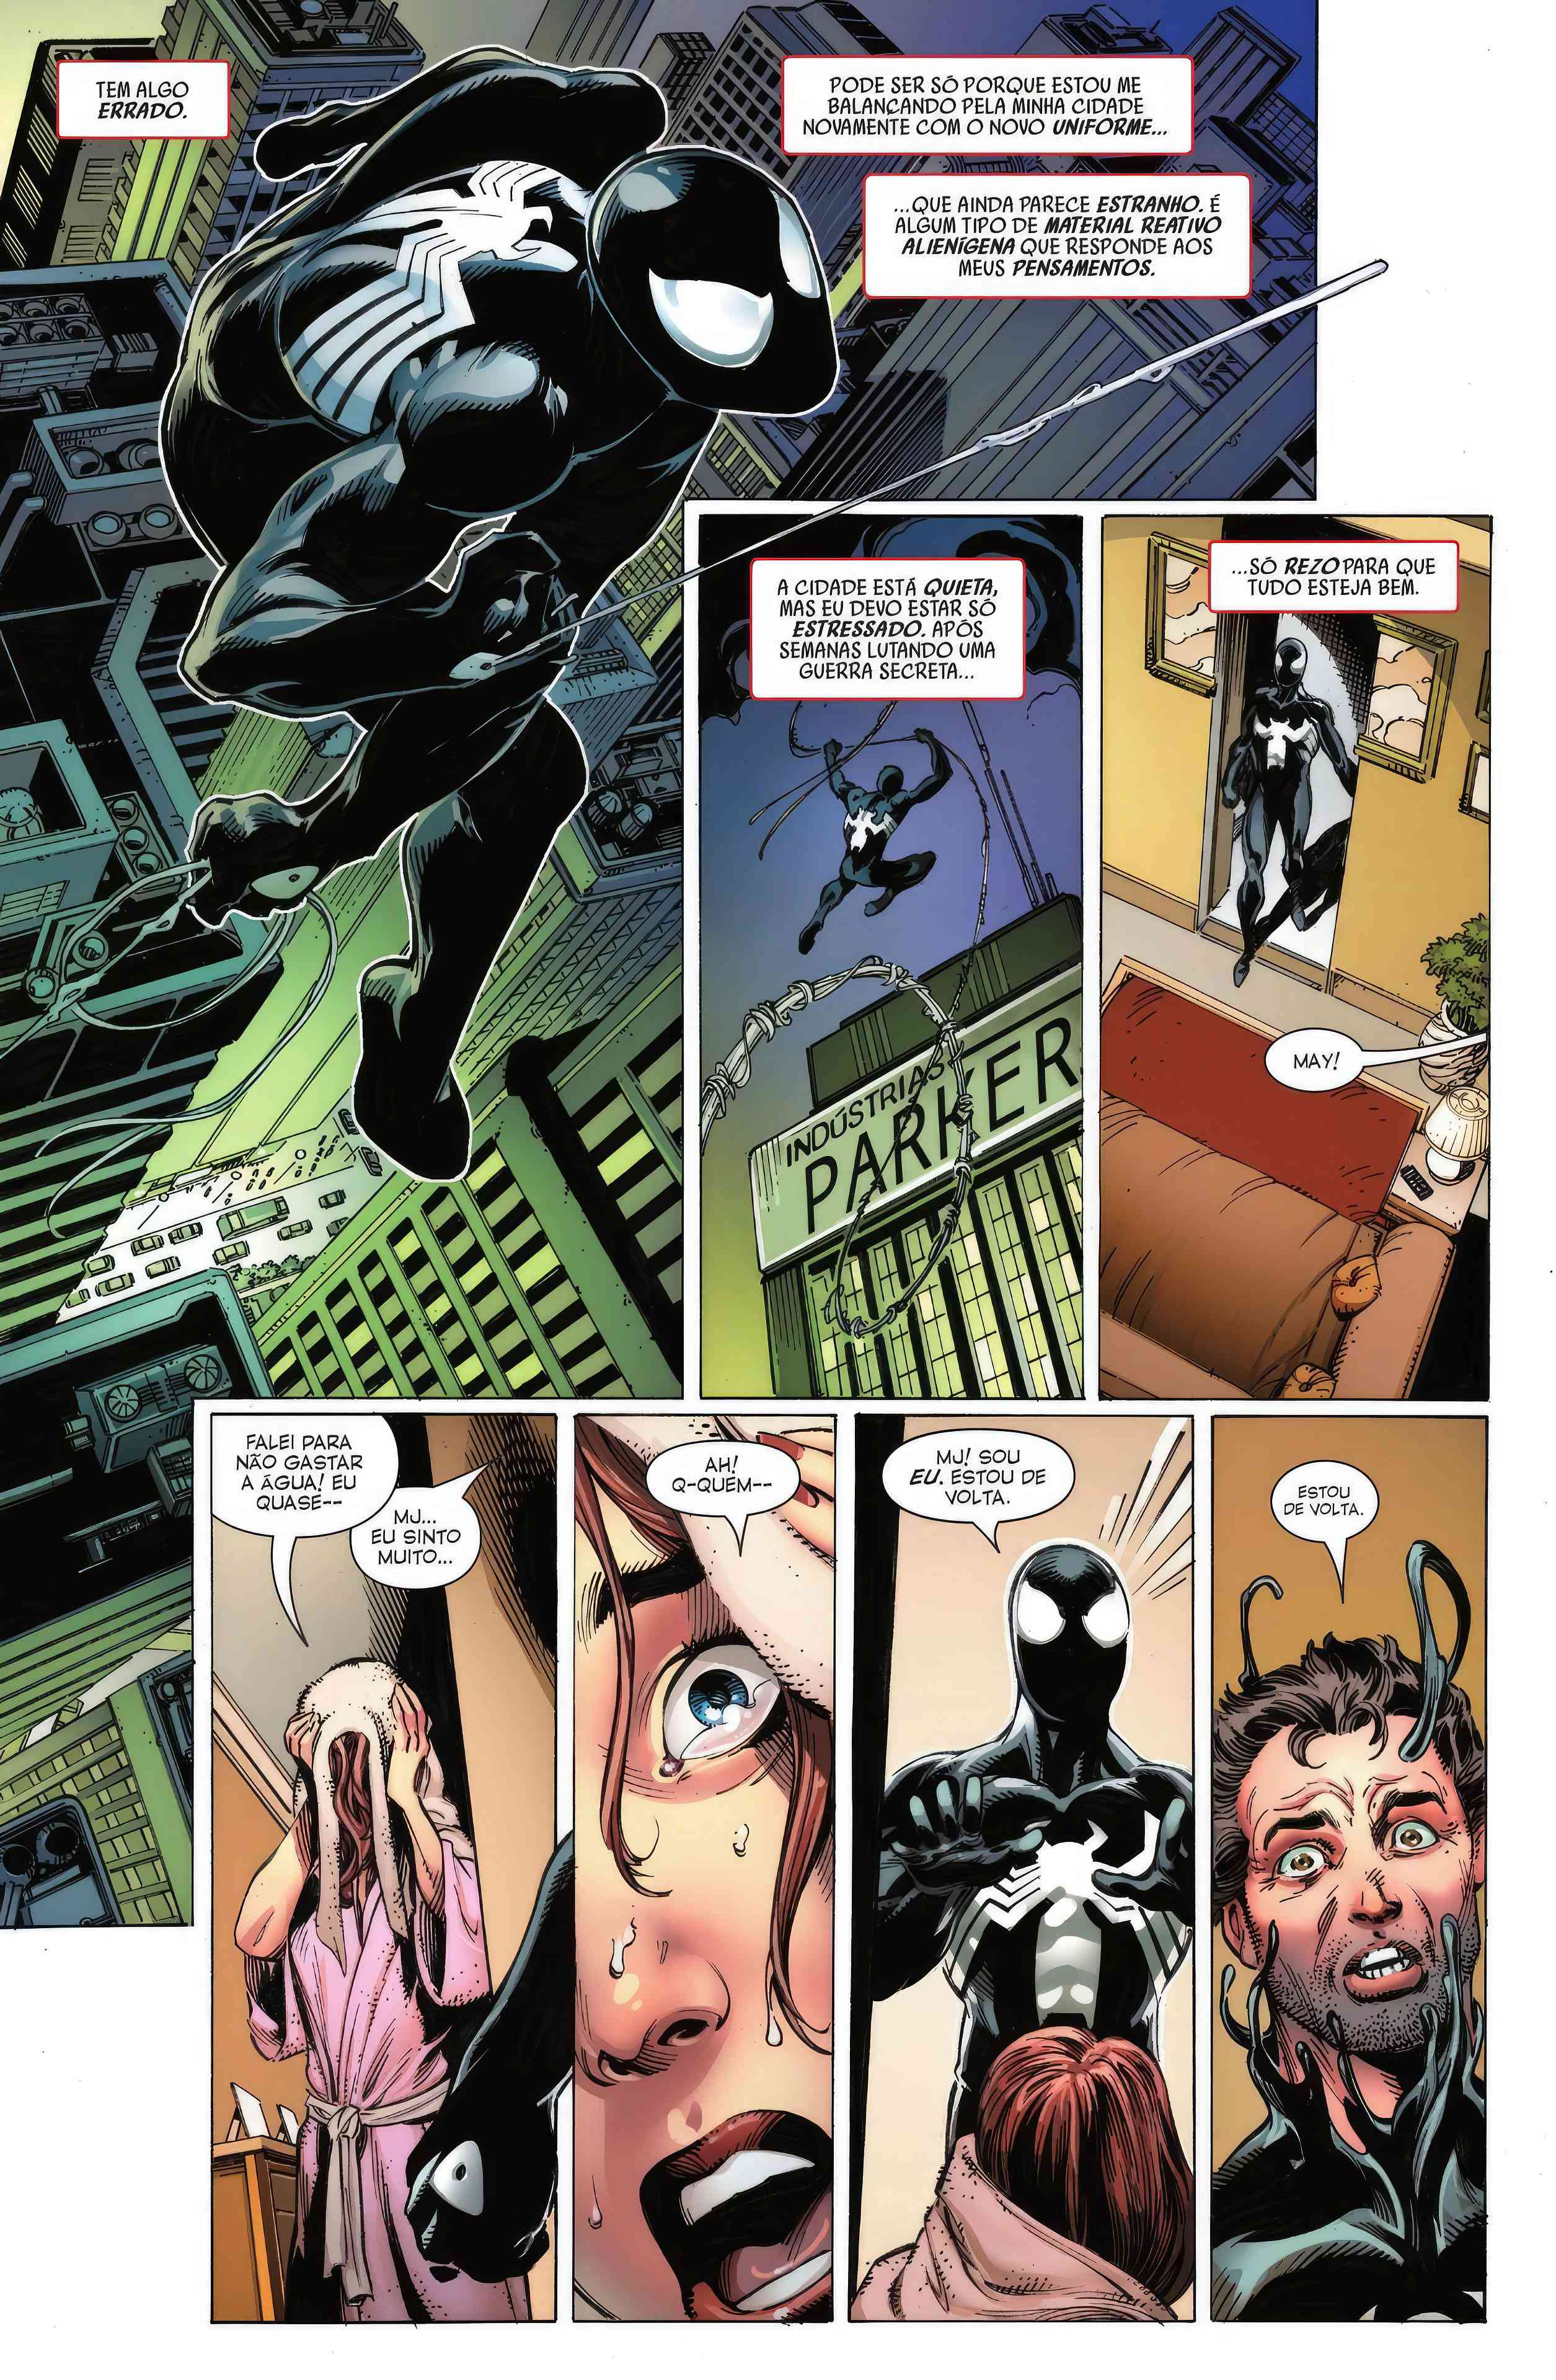 TEM ALGO
ERRADO.
PODE SER SÓ PORQUE ESTOU ME
BALANÇANDO PELA MINHA CIDADE
NOVAMENTE COM O NOVO UNIFORME...
...QUE AINDA PARECE ESTRANHO. É
ALGUM TIPO DE MATERIAL REATIVO
ALIENÍGENA QUE RESPONDE AOS
MEUS PENSAMENTOS.
A CIDADE ESTÁ QUIETA,
MAS EU DEVO ESTAR SÓ
ESTRESSADO. APÓS
SEMANAS LUTANDO UMA
GUERRA SECRETA...
INDÚSTRIAS
PARKER
...SÓ REZO PARA QUE
TUDO ESTEJA BEM.
MAY!
FALEI PARA
NÃO GASTAR
A ÁGUA! EU
QUASE--
MJ...
EU SINTO
MUITO...
AH!
Q-QUEM--
MJ! SOU
EU. ESTOU DE
VOLTA.
ESTOU
DE VOLTA.